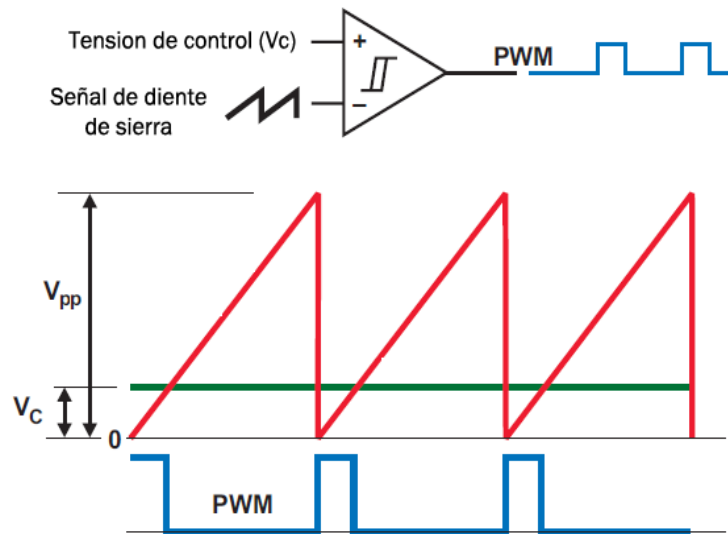 Tension de control (Vc)
+
PWM
Señal de diente
de sierra
−
Vpp
VC
0
PWM